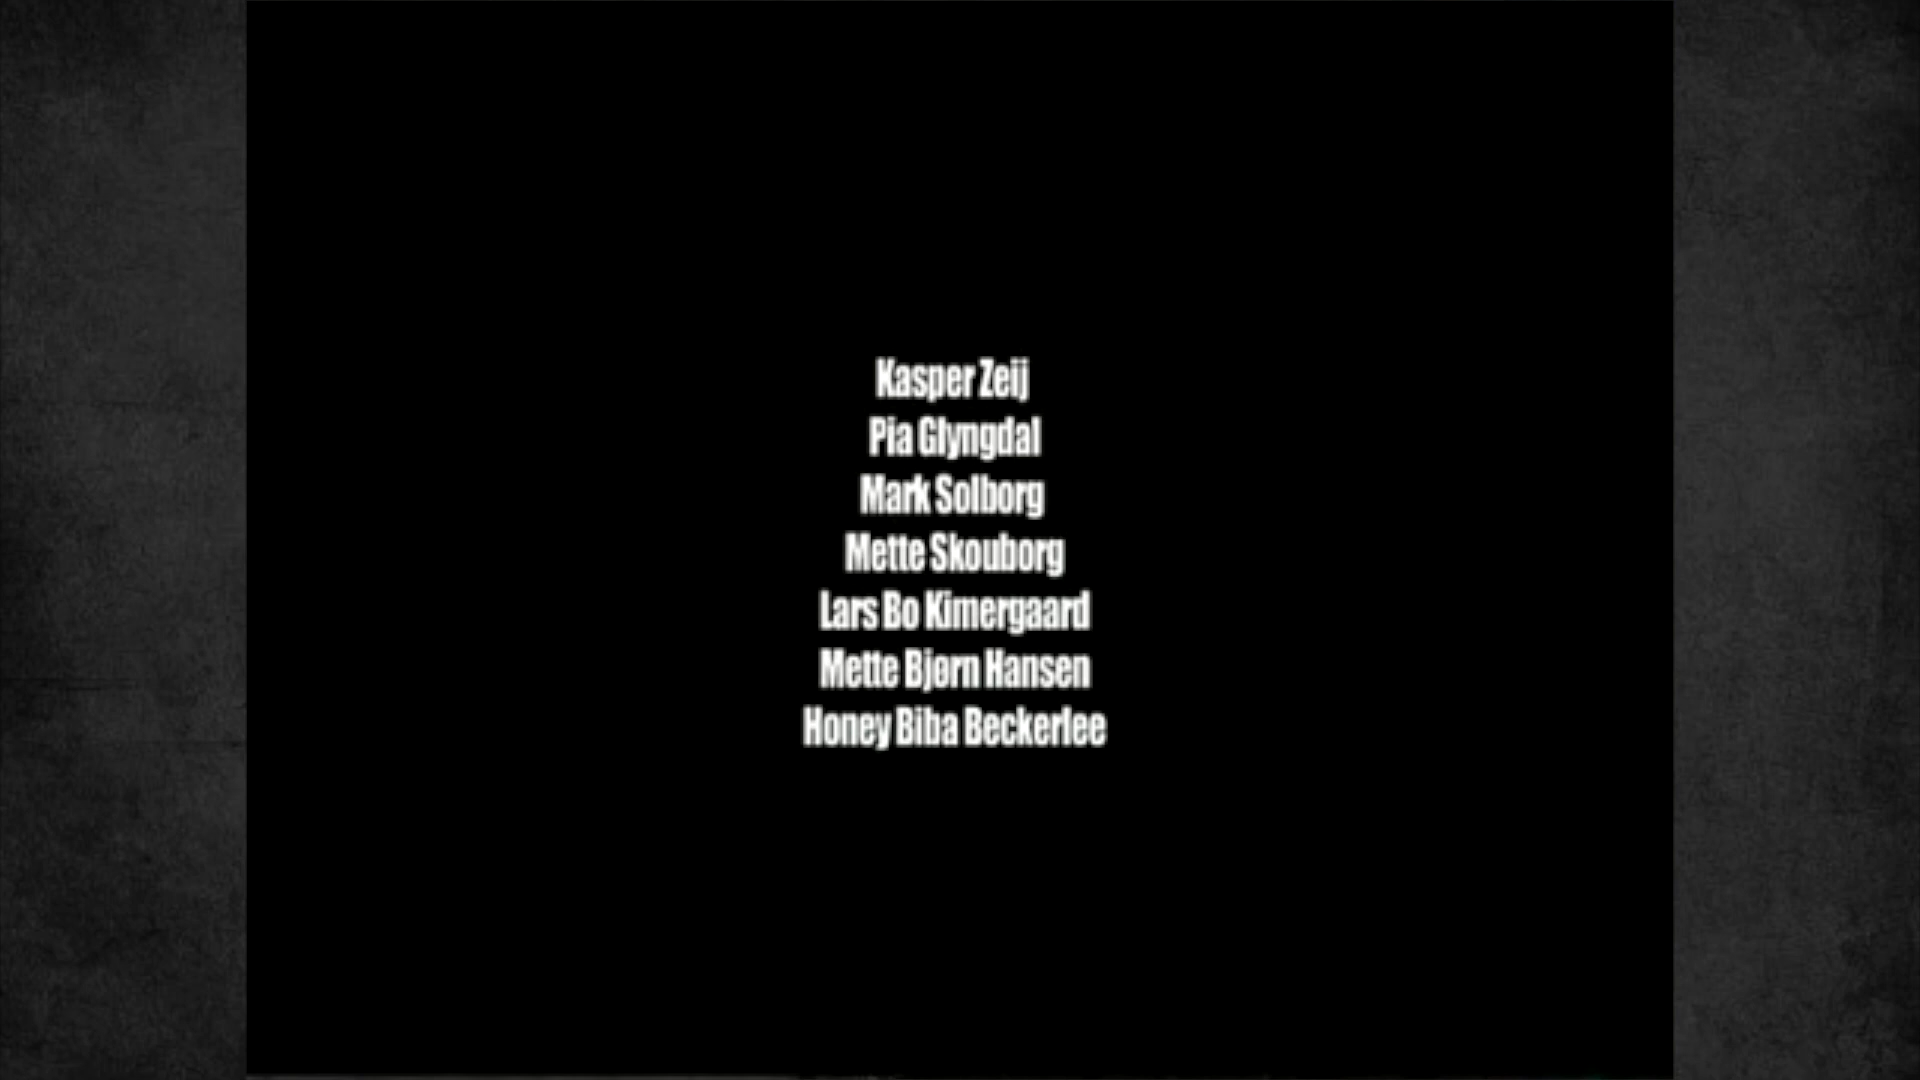 Kasper Zeij
Pia Glyngdal
Mark Solborg
Mette Skouborg
Lars Bo Kimergaard
Mette Bjørn Hansen
Honey Biba Beckerlee